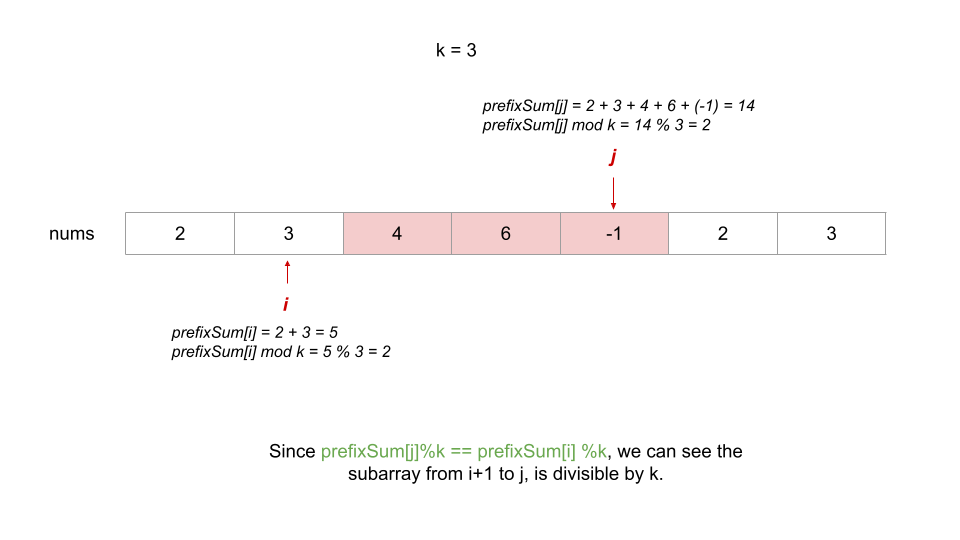 k = 3
prefixSum[j] = 2 + 3 + 4 + 6 + (-1) = 14
prefixSum[j] mod k = 14 % 3 = 2
j
nums 2 3 4 6 -1 2 3
i
prefixSum[i] = 2 + 3 = 5
prefixSum[i] mod k = 5 % 3 = 2
Since prefixSum[j]%k == prefixSum[i] %k, we can see the
subarray from i+1 to j, is divisible by k.